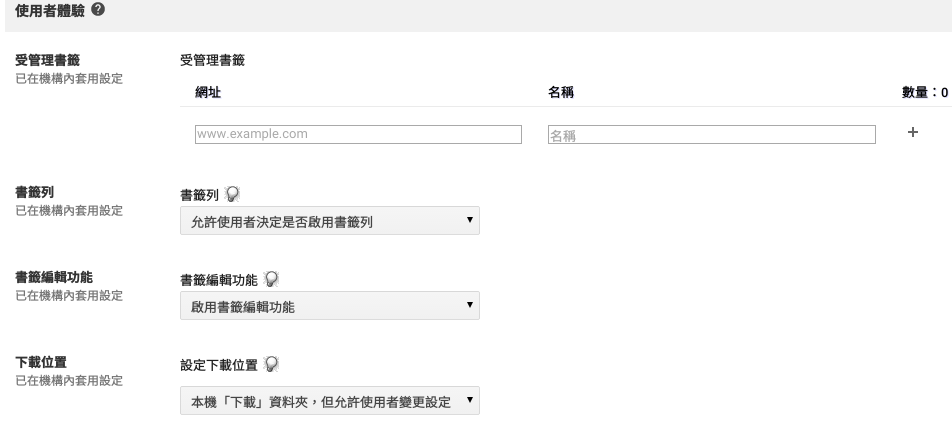 使用者體驗 ?
受管理書籤
已在機構內套用設定
受管理書籤
網址 名稱 數量：0
www.example.com 名稱 +
書籤列
已在機構內套用設定
書籤列
允許使用者決定是否啟用書籤列
書籤編輯功能
已在機構內套用設定
書籤編輯功能
啟用書籤編輯功能
下載位置
已在機構內套用設定
設定下載位置
本機「下載」資料夾，但允許使用者變更設定